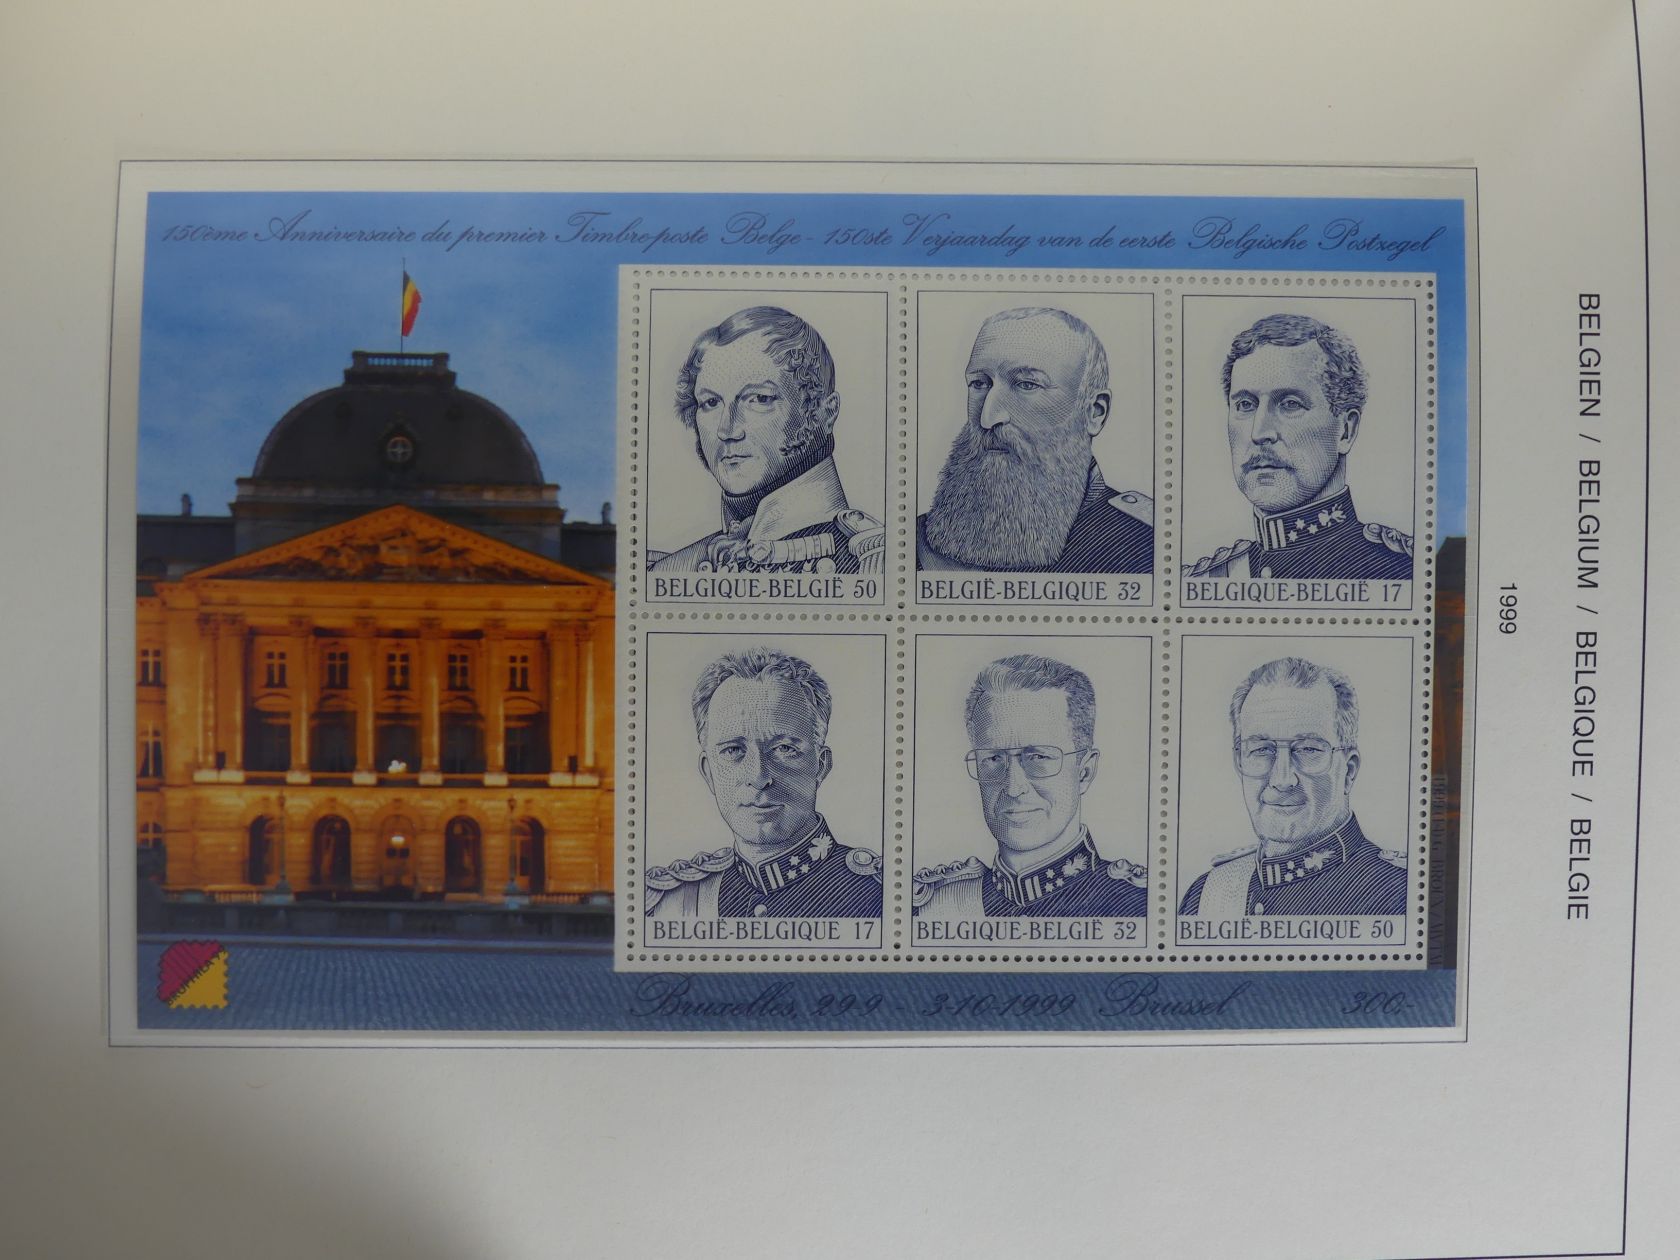 150ème Anniversaire du premier Timbre-poste Belge - 150ste Verjaardag van de eerste Belgische Postzegel
BELGIQUE-BELGIË 50
BELGIË-BELGIQUE 32
BELGIQUE-BELGIË 17
BELGIË-BELGIQUE 17
BELGIQUE-BELGIË 32
BELGIË-BELGIQUE 50
Bruxelles, 29-9 - 3-10-1999 Brussel 300.-
1999
BELGIEN / BELGIUM / BELGIQUE / BELGIE